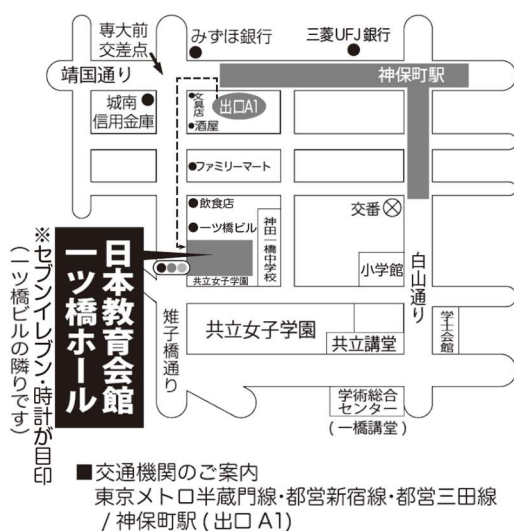 専大前
交差点
みずほ銀行
三菱UFJ銀行
靖国通り
神保町駅
城南
信用金庫
文具店
出口A1
酒屋
ファミリーマート
飲食店
一ツ橋ビル
神田一橋中学校
交番
小学館
白山通り
共立女子学園
日本教育会館
一ツ橋ホール
※セブンイレブン・時計が目印
(一ツ橋ビルの隣りです)
雉子橋通り
共立女子学園
共立講堂
学士会館
学術総合
センター
(一橋講堂)
■交通機関のご案内
東京メトロ半蔵門線・都営新宿線・都営三田線
/ 神保町駅 ( 出口 A1)